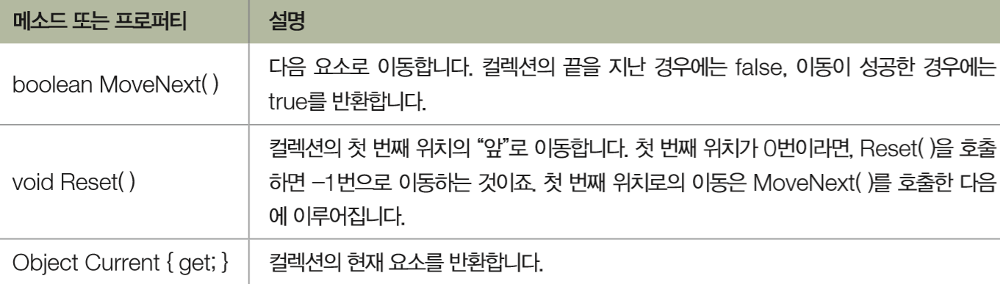 메소드 또는 프로퍼티
설명
boolean MoveNext( )
다음 요소로 이동합니다. 컬렉션의 끝을 지난 경우에는 false, 이동이 성공한 경우에는
true를 반환합니다.
void Reset( )
컬렉션의 첫 번째 위치의 “앞”로 이동합니다. 첫 번째 위치가 0번이라면, Reset( )을 호출
하면 –1번으로 이동하는 것이죠. 첫 번째 위치로의 이동은 MoveNext( )를 호출한 다음
에 이루어집니다.
Object Current { get; }
컬렉션의 현재 요소를 반환합니다.